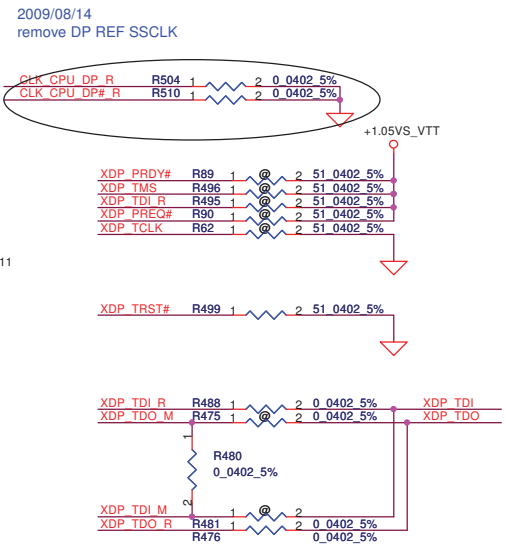 2009/08/14
remove DP REF SSCLK
CLK_CPU_DP_R R504 1 2 0_0402_5%
CLK_CPU_DP#_R R510 1 2 0_0402_5%
+1.05VS_VTT
XDP_PRDY# R89 1 @ 2 51_0402_5%
XDP_TMS R496 1 @ 2 51_0402_5%
XDP_TDI_R R495 1 @ 2 51_0402_5%
XDP_PREQ# R90 1 @ 2 51_0402_5%
XDP_TCLK R62 1 @ 2 51_0402_5%
11
XDP_TRST# R499 1 2 51_0402_5%
XDP_TDI_R R488 1 @ 2 0_0402_5% XDP_TDI
XDP_TDO_M R475 1 @ 2 0_0402_5% XDP_TDO
1
R480
0_0402_5%
2
XDP_TDI_M 1 @ 2
XDP_TDO_R R481 1 2 0_0402_5%
R476 0_0402_5%